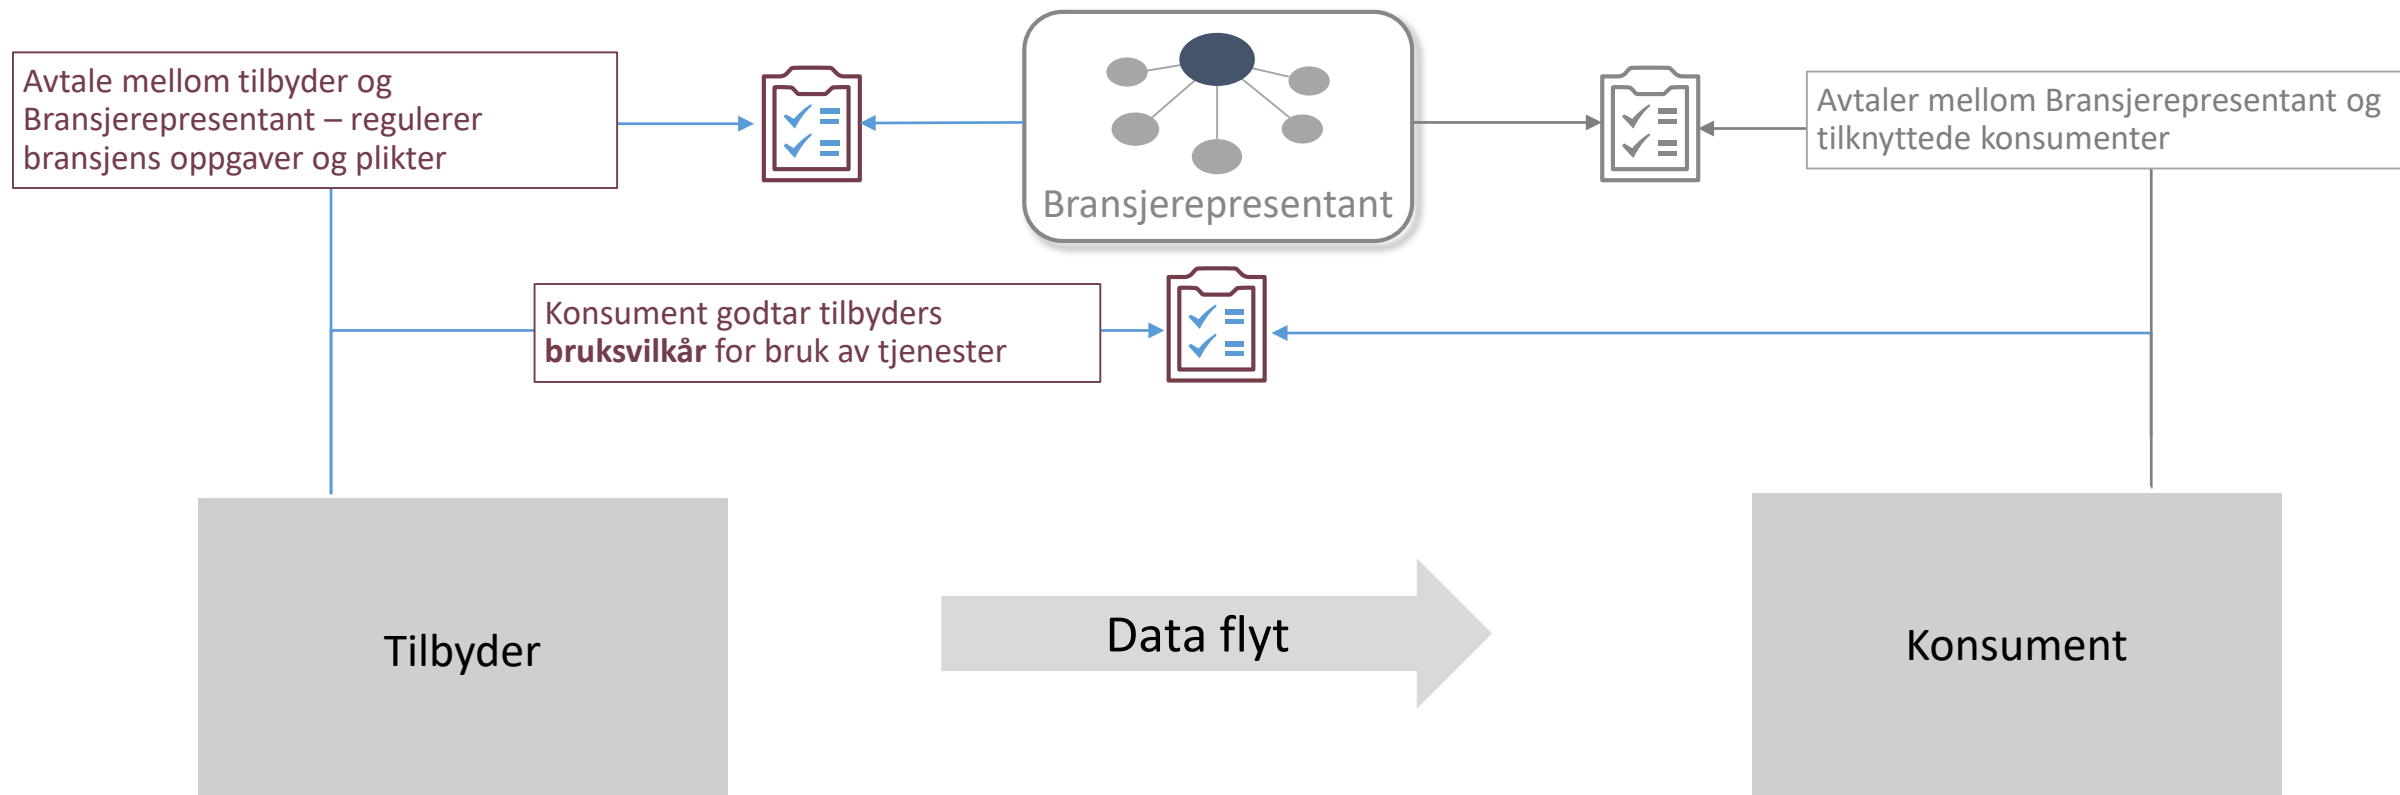 Avtale mellom tilbyder og
Bransjerepresentant – regulerer
bransjens oppgaver og plikter
Bransjerepresentant
Avtaler mellom Bransjerepresentant og
tilknyttede konsumenter
Konsument godtar tilbyders
bruksvilkår for bruk av tjenester
Tilbyder
Data flyt
Konsument